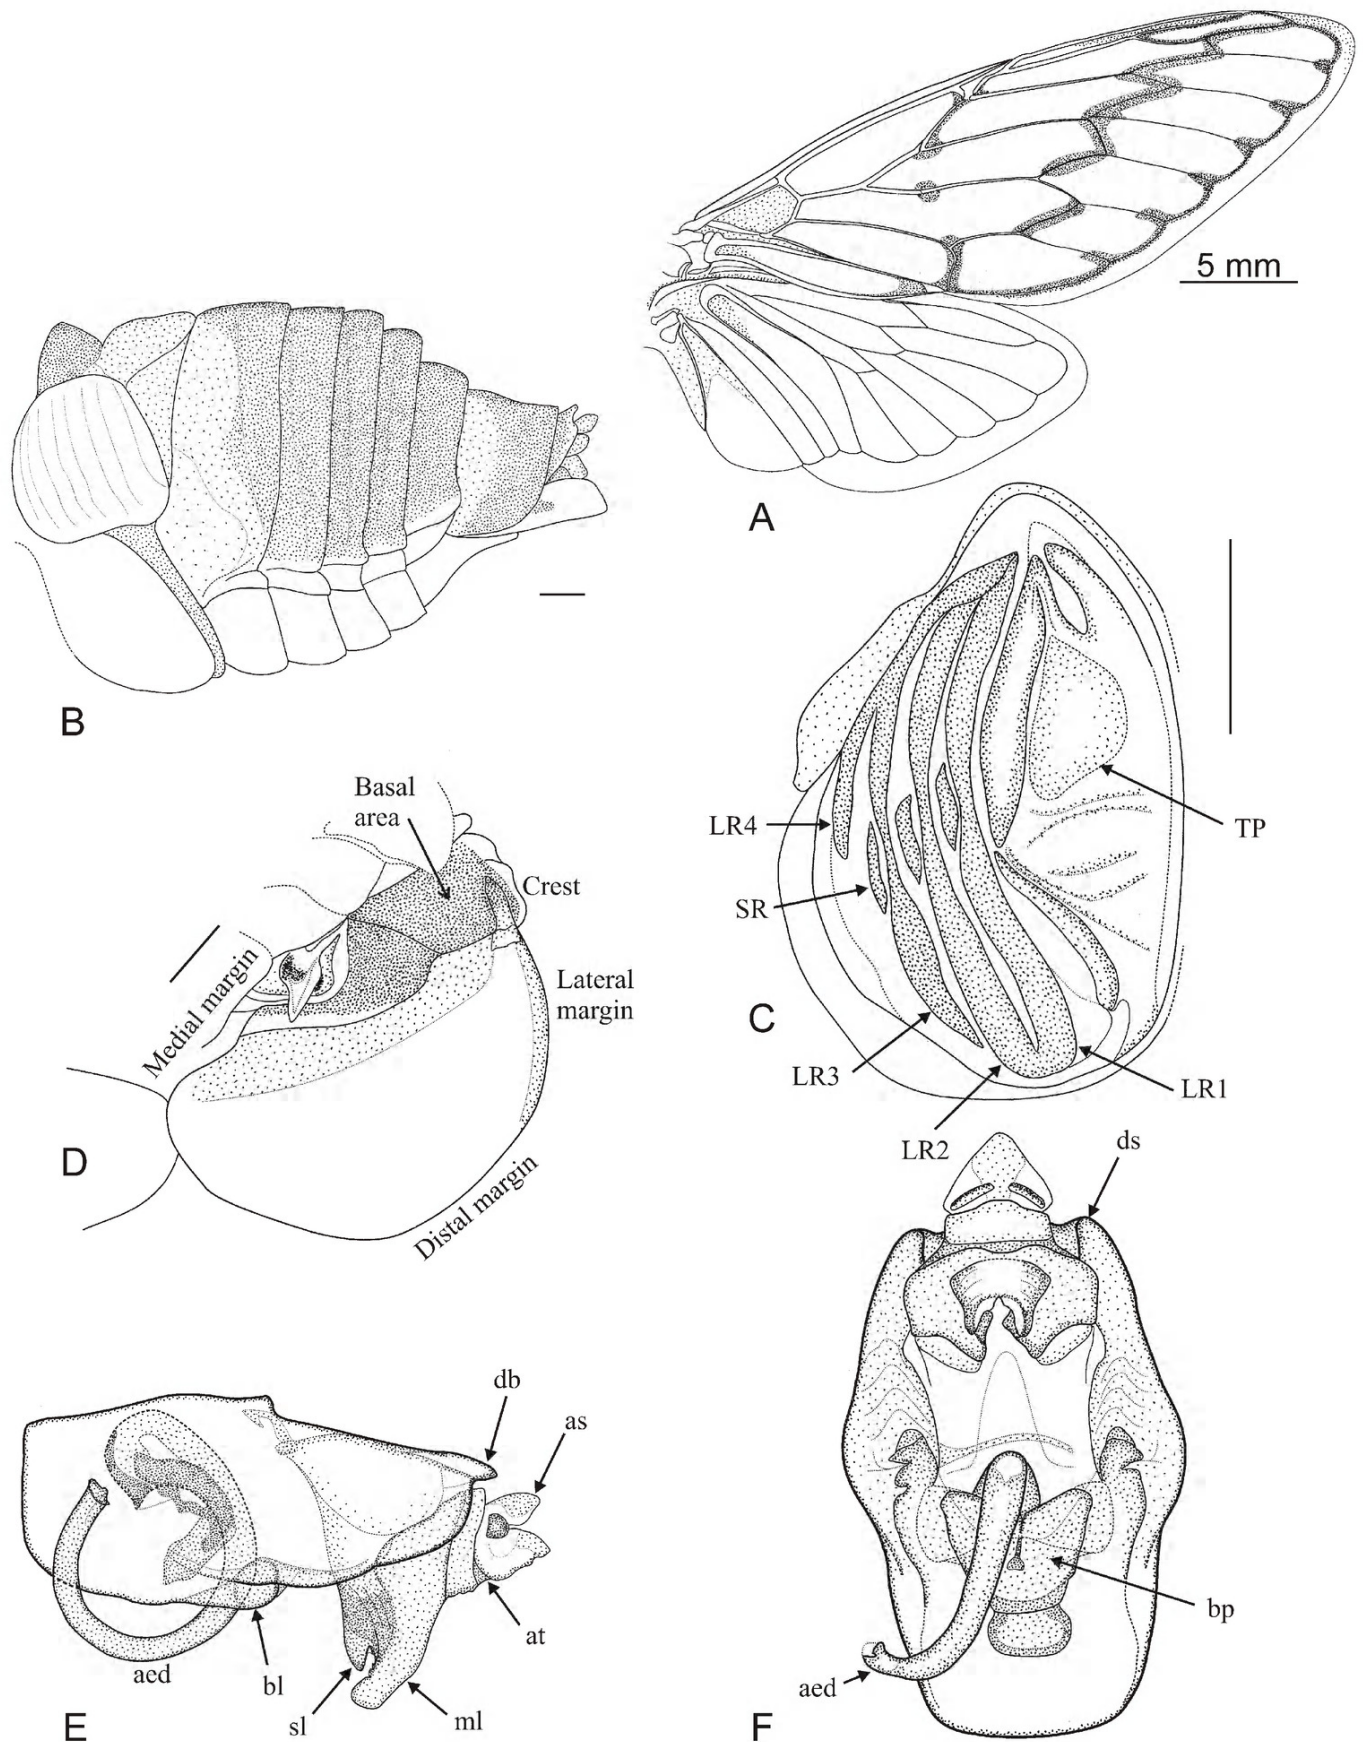 5 mm
A
B
LR4
TP
SR
C
LR3
LR1
LR2
Basal
area
Crest
Medial margin
Lateral
margin
D
Distal margin
ds
db
as
aed
bl
at
sl
ml
E
bp
aed
F